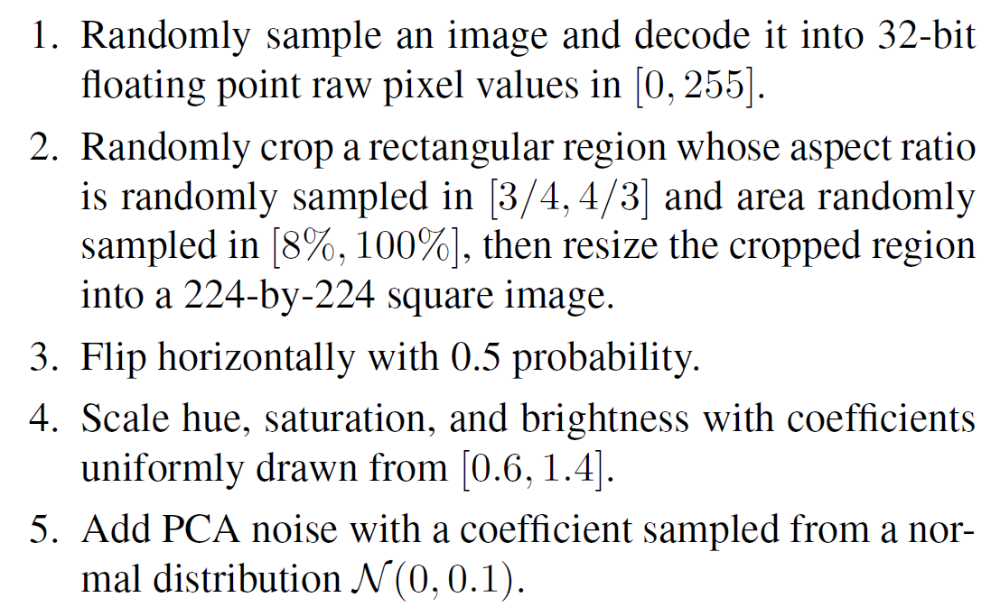 1. Randomly sample an image and decode it into 32-bit
floating point raw pixel values in [0, 255].
2. Randomly crop a rectangular region whose aspect ratio
is randomly sampled in [3/4, 4/3] and area randomly
sampled in [8%, 100%], then resize the cropped region
into a 224-by-224 square image.
3. Flip horizontally with 0.5 probability.
4. Scale hue, saturation, and brightness with coefficients
uniformly drawn from [0.6, 1.4].
5. Add PCA noise with a coefficient sampled from a nor-
mal distribution 𝒩(0, 0.1).